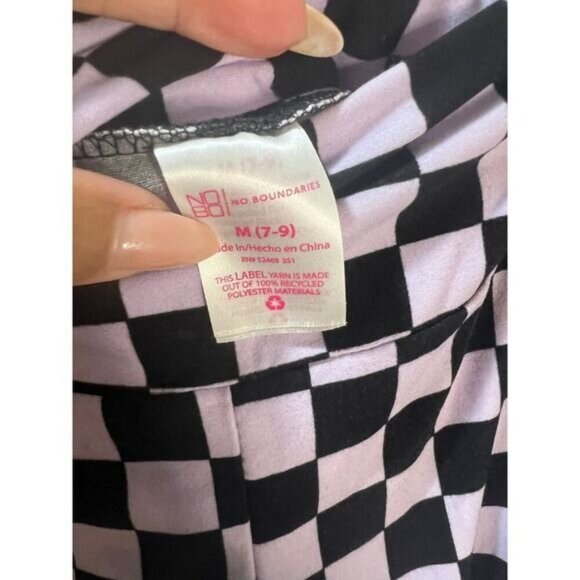 NO
BO
NO BOUNDARIES
M (7-9)
de in/Hecho en China
RN# 52469 351
THIS LABEL YARN IS MADE
OUT OF 100% RECYCLED
POLYESTER MATERIALS